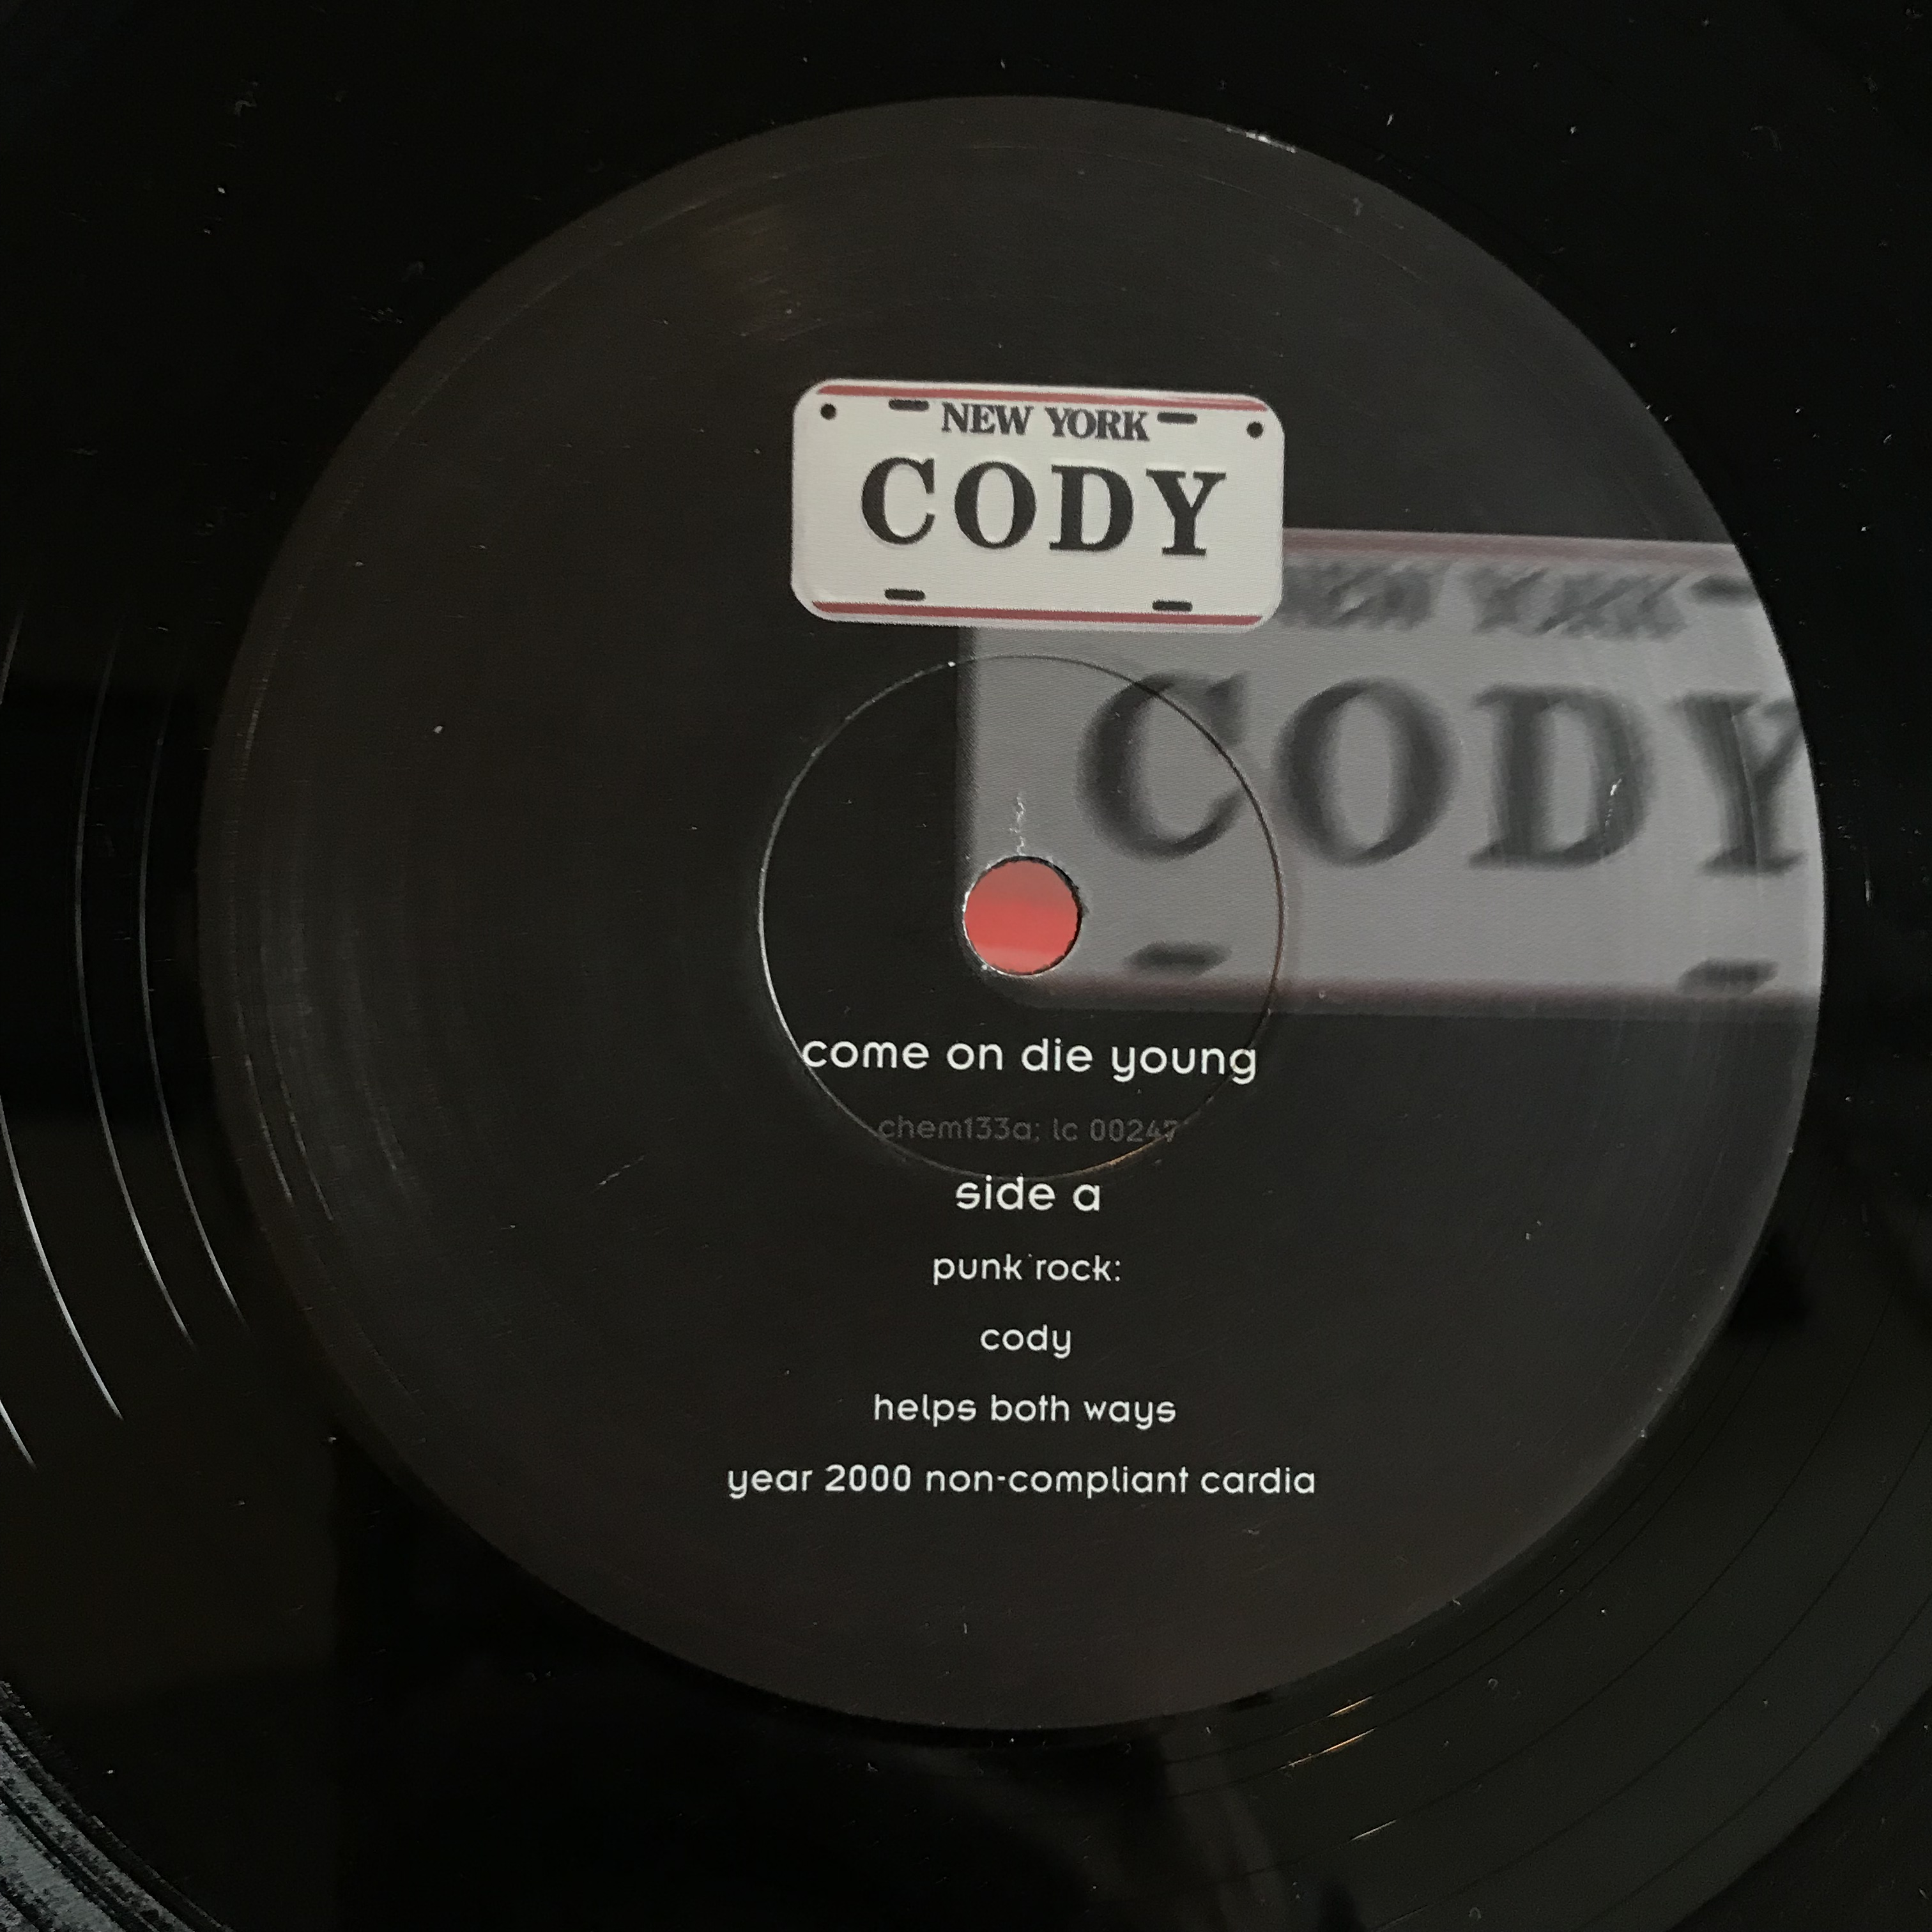 NEW YORK
CODY
NEW YORK
CODY
come on die young
chem133a; lc 00247
side a
punk rock:
cody
helps both ways
year 2000 non-compliant cardia